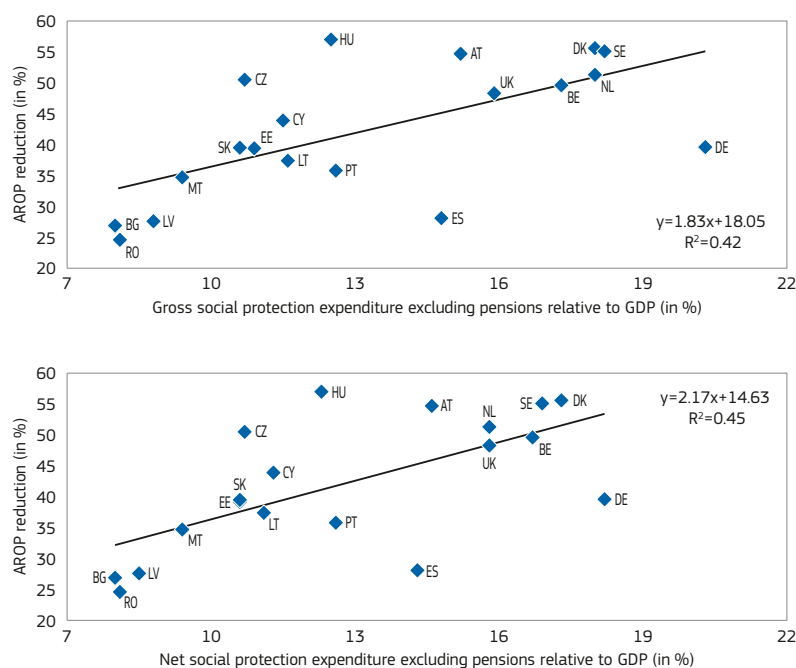 60
55
50
45
40
35
30
25
20
AROP reduction (in %)
HU
AT
DK
SE
CZ
UK
BE
NL
CY
SK
EE
LT
PT
DE
MT
BG
LV
RO
ES
y=1.83x+18.05
R²=0.42
7 10 13 16 19 22
Gross social protection expenditure excluding pensions relative to GDP (in %)
60
55
50
45
40
35
30
25
20
AROP reduction (in %)
HU
AT
SE
DK
y=2.17x+14.63
R²=0.45
CZ
NL
UK
BE
CY
SK
EE
LT
PT
DE
MT
BG
LV
RO
ES
7 10 13 16 19 22
Net social protection expenditure excluding pensions relative to GDP (in %)